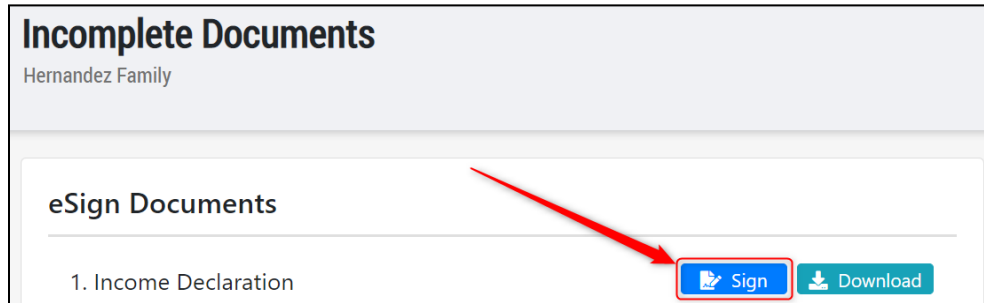 Incomplete Documents
Hernandez Family
eSign Documents
1. Income Declaration Sign Download